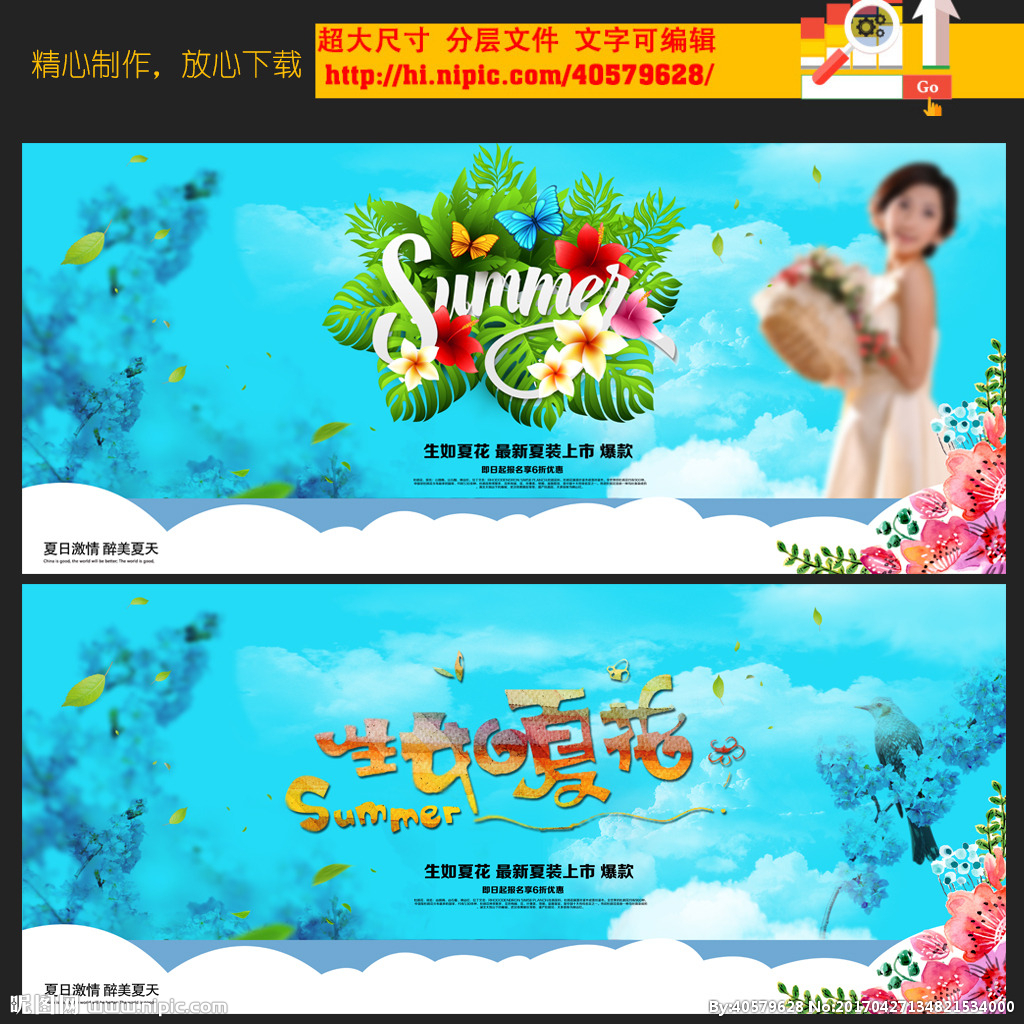 精心制作，放心下载
超大尺寸 分层文件 文字可编辑
http://hi.nipic.com/40579628/
Go
Summer
生如夏花 最新夏装上市 爆款
即日起报名享6折优惠
夏日激情 醉美夏天
China is good, the world will be better; The world is good.
生如夏花
Summer
生如夏花 最新夏装上市 爆款
即日起报名享6折优惠
夏日激情 醉美夏天
昵图网 www.nipic.com
By:40579628 No:20170427134821534000